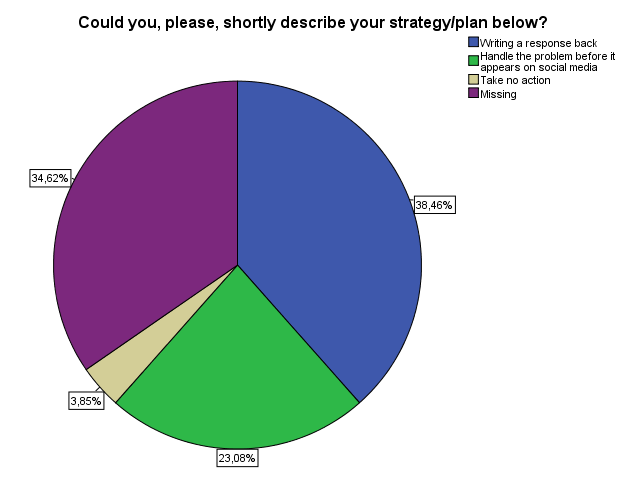 Could you, please, shortly describe your strategy/plan below?
Writing a response back
Handle the problem before it
appears on social media
Take no action
Missing
34,62%
38,46%
3,85%
23,08%